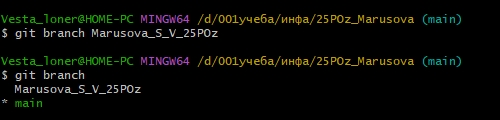 Vesta_loner@HOME-PC MINGW64 /d/001учеба/инфа/25POz_Marusova (main)
$ git branch Marusova_S_V_25POz
Vesta_loner@HOME-PC MINGW64 /d/001учеба/инфа/25POz_Marusova (main)
$ git branch
  Marusova_S_V_25POz
* main